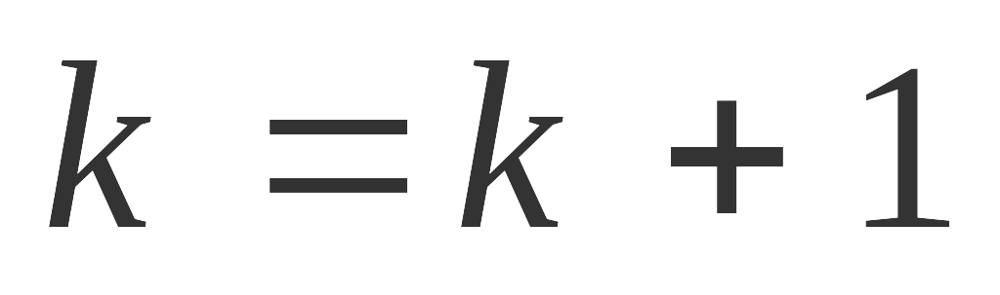 k = k + 1